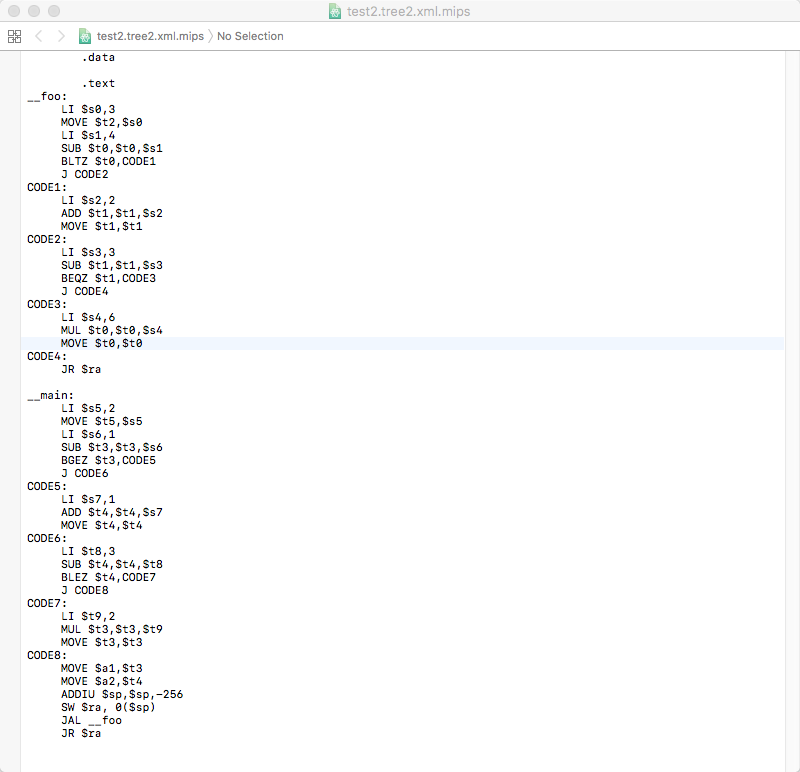 test2.tree2.xml.mips
test2.tree2.xml.mips 〉 No Selection
.data
.text
__foo:
LI $s0,3
MOVE $t2,$s0
LI $s1,4
SUB $t0,$t0,$s1
BLTZ $t0,CODE1
J CODE2
CODE1:
LI $s2,2
ADD $t1,$t1,$s2
MOVE $t1,$t1
CODE2:
LI $s3,3
SUB $t1,$t1,$s3
BEQZ $t1,CODE3
J CODE4
CODE3:
LI $s4,6
MUL $t0,$t0,$s4
MOVE $t0,$t0
CODE4:
JR $ra
__main:
LI $s5,2
MOVE $t5,$s5
LI $s6,1
SUB $t3,$t3,$s6
BGEZ $t3,CODE5
J CODE6
CODE5:
LI $s7,1
ADD $t4,$t4,$s7
MOVE $t4,$t4
CODE6:
LI $t8,3
SUB $t4,$t4,$t8
BLEZ $t4,CODE7
J CODE8
CODE7:
LI $t9,2
MUL $t3,$t3,$t9
MOVE $t3,$t3
CODE8:
MOVE $a1,$t3
MOVE $a2,$t4
ADDIU $sp,$sp,-256
SW $ra, 0($sp)
JAL __foo
JR $ra